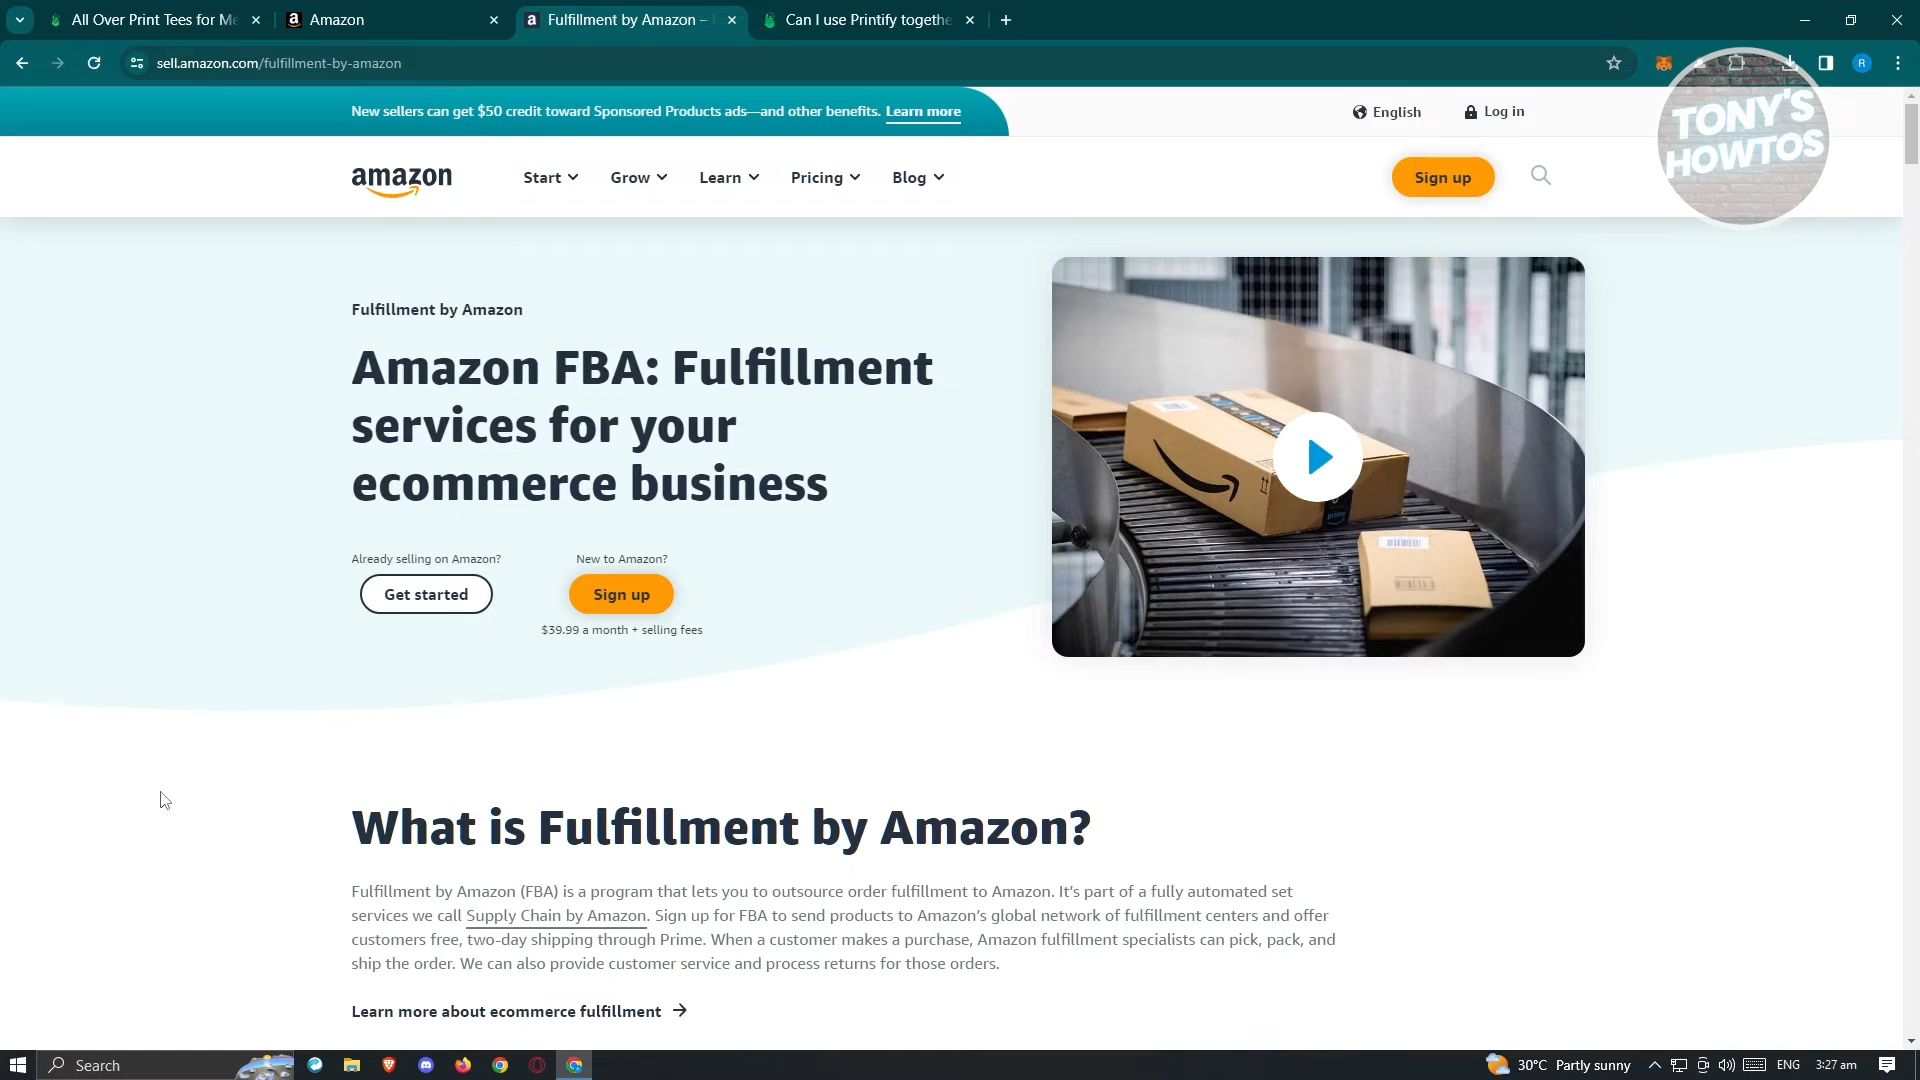 All Over Print Tees for Me
Amazon
Fulfillment by Amazon –
Can I use Printify togethe
sell.amazon.com/fulfillment-by-amazon
R
New sellers can get $50 credit toward Sponsored Products ads—and other benefits. Learn more
English
Log in
TONY'S
HOWTOS
amazon
Start
Grow
Learn
Pricing
Blog
Sign up
Fulfillment by Amazon
Amazon FBA: Fulfillment
services for your
ecommerce business
Already selling on Amazon?
New to Amazon?
Get started
Sign up
$39.99 a month + selling fees
prime
What is Fulfillment by Amazon?
Fulfillment by Amazon (FBA) is a program that lets you to outsource order fulfillment to Amazon. It's part of a fully automated set
services we call Supply Chain by Amazon. Sign up for FBA to send products to Amazon's global network of fulfillment centers and offer
customers free, two-day shipping through Prime. When a customer makes a purchase, Amazon fulfillment specialists can pick, pack, and
ship the order. We can also provide customer service and process returns for those orders.
Learn more about ecommerce fulfillment
Search
30°C Partly sunny
ENG
3:27 am